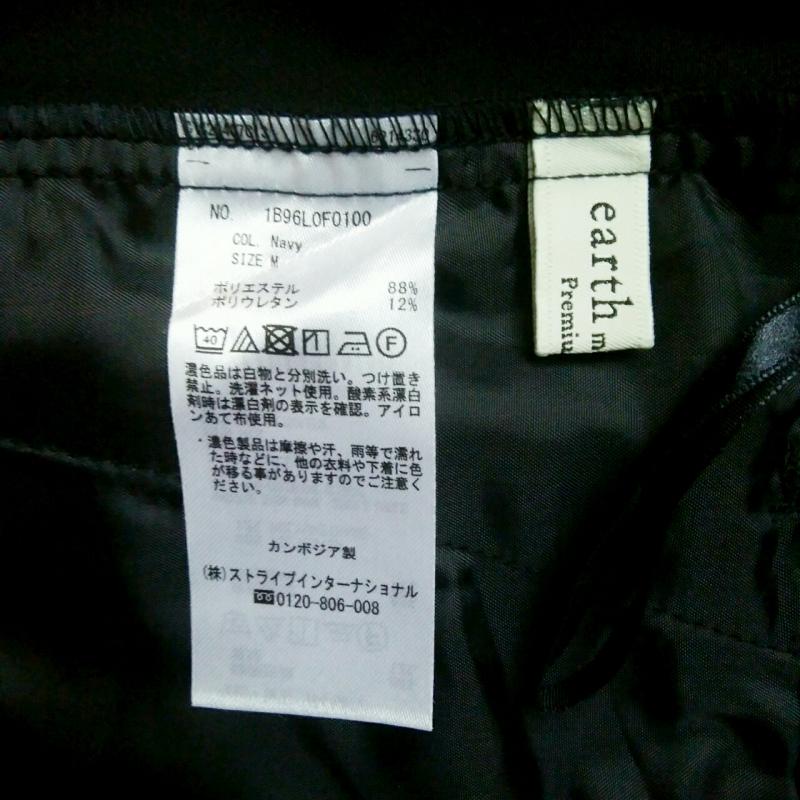 NO. 1B96L0F0100
COL. Navy
SIZE M
ポリエステル 88%
ポリウレタン 12%
40
F
濃色品は白物と分別洗い。つけ置き
禁止。洗濯ネット使用。酸素系漂白
剤時は漂白剤の表示を確認。アイロ
ンあて布使用。
・濃色製品は摩擦や汗、雨等で濡れ
た時などに、他の衣料や下着に色
が移る事がありますのでご注意く
ださい。
カンボジア製
(株)ストライプインターナショナル
0120-806-008
earth m
Premiu